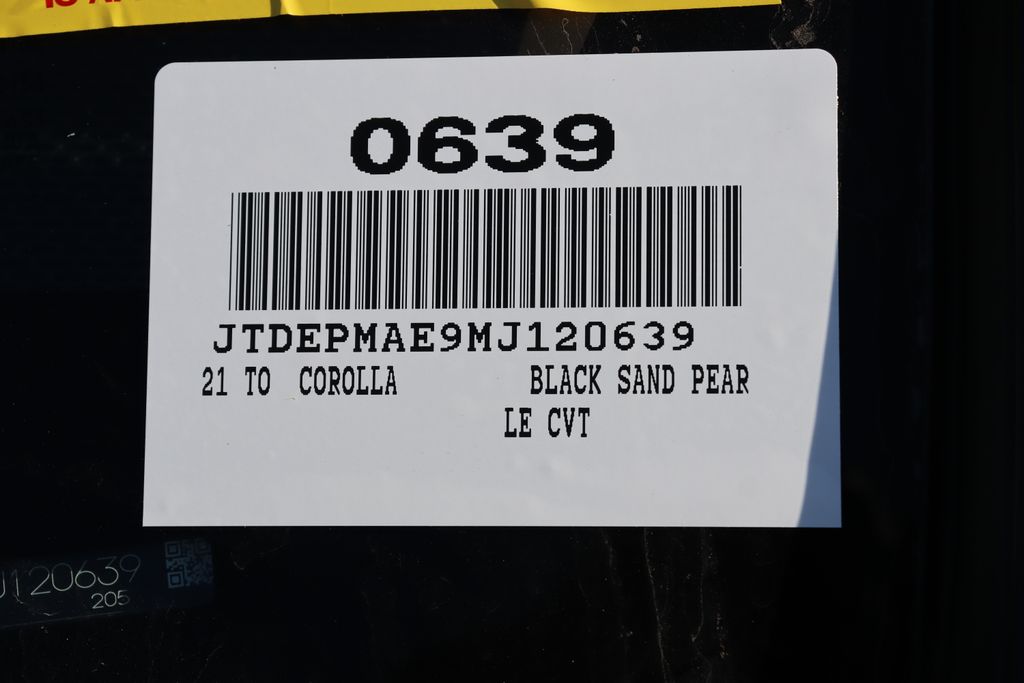 0639
JTDEPMAE9MJ120639
21 TO COROLLA BLACK SAND PEAR
LE CVT
J120639
205